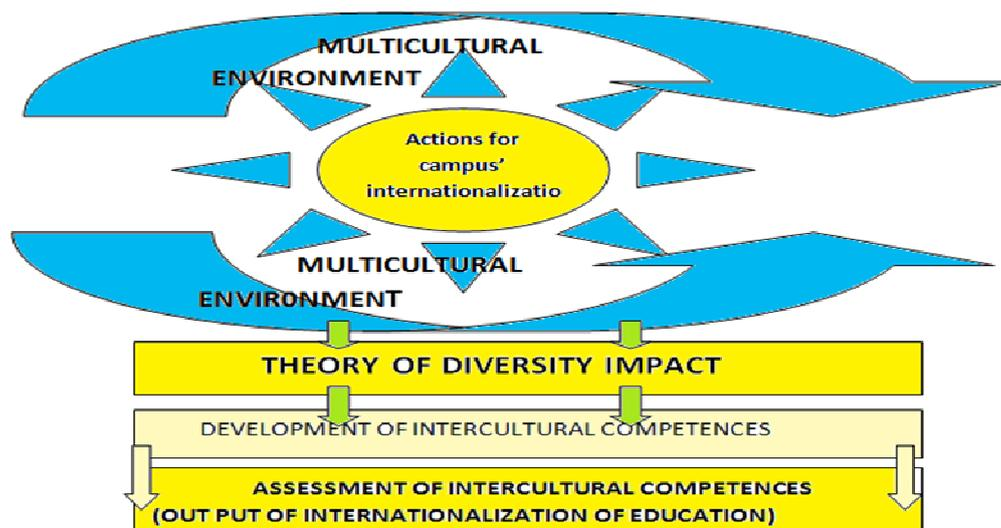 MULTICULTURAL
ENVIRONMENT
Actions for
campus’
internationalizatio
MULTICULTURAL
ENVIRONMENT
THEORY OF DIVERSITY IMPACT
DEVELOPMENT OF INTERCULTURAL COMPETENCES
ASSESSMENT OF INTERCULTURAL COMPETENCES
(OUT PUT OF INTERNATIONALIZATION OF EDUCATION)